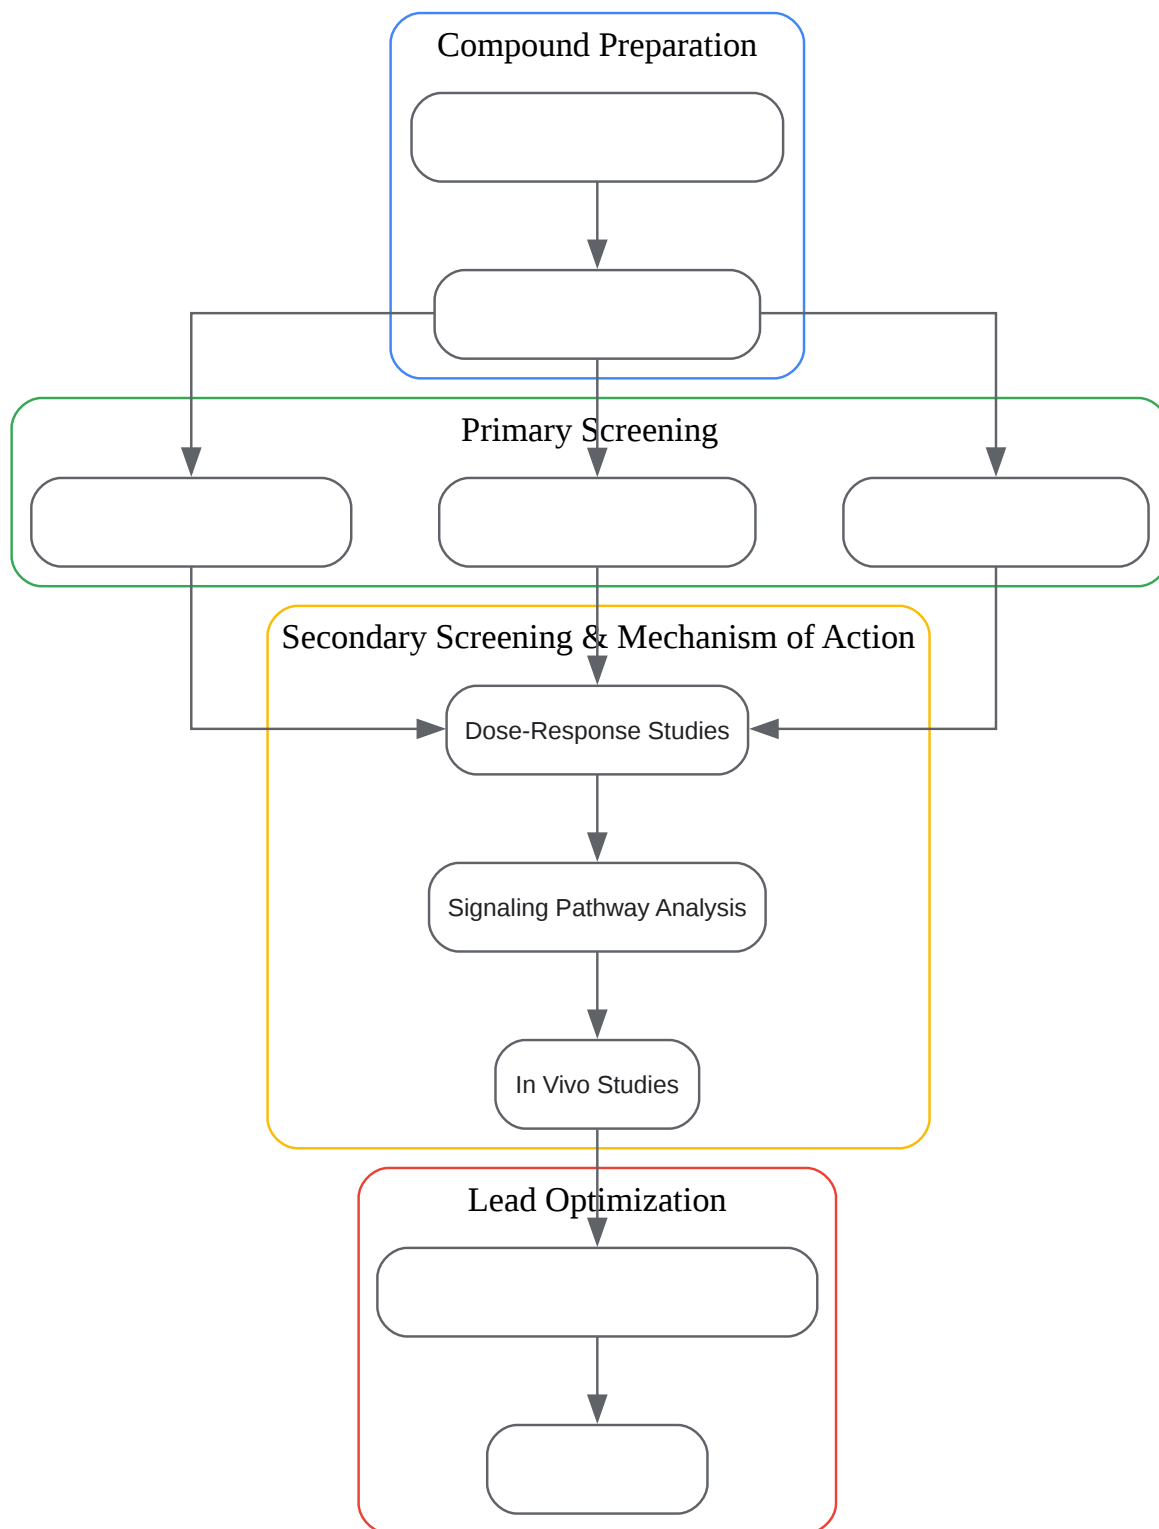 Compound Preparation
Primary Screening
Secondary Screening & Mechanism of Action
Dose-Response Studies
Signaling Pathway Analysis
In Vivo Studies
Lead Optimization